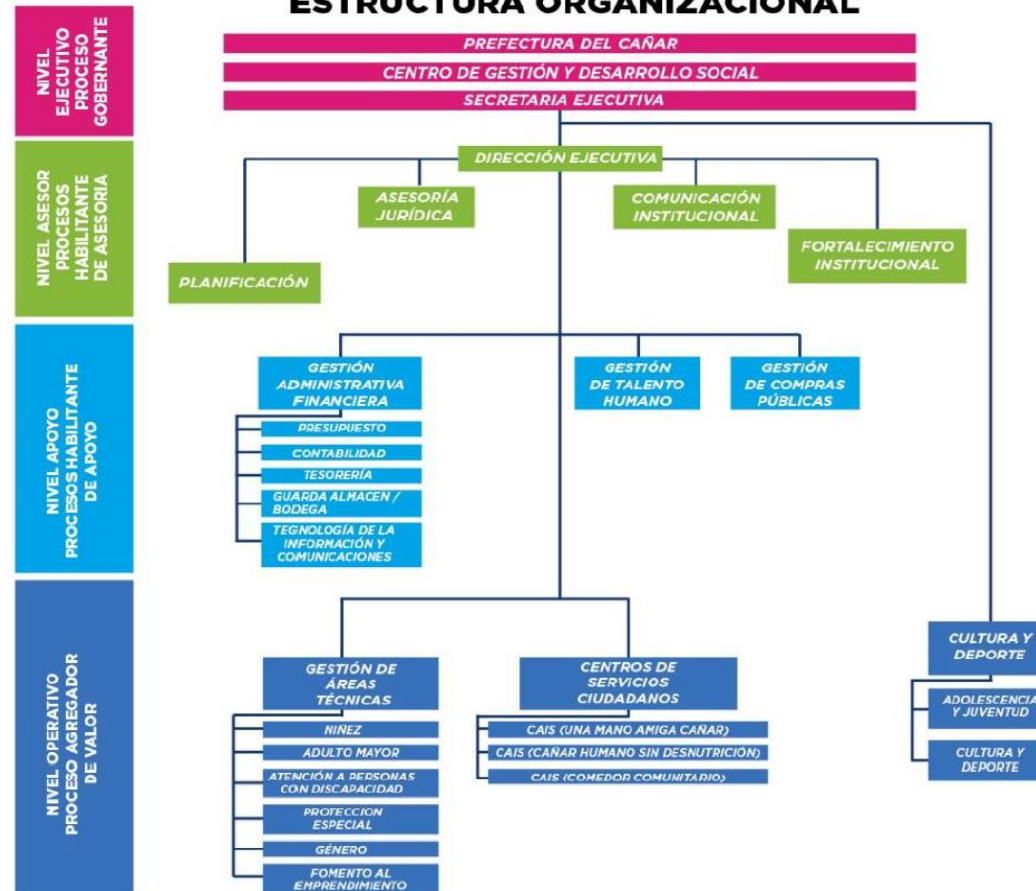 ESTRUCTURA ORGANIZACIONAL
NIVEL
EJECUTIVO
PROCESO
GOBERNANTE
PREFECTURA DEL CAÑAR
CENTRO DE GESTIÓN Y DESARROLLO SOCIAL
SECRETARIA EJECUTIVA
NIVEL ASESOR
PROCESOS
HABILITANTE
DE ASESORIA
DIRECCIÓN EJECUTIVA
ASESORÍA
JURÍDICA
COMUNICACIÓN
INSTITUCIONAL
FORTALECIMIENTO
INSTITUCIONAL
PLANIFICACIÓN
NIVEL APOYO
PROCESOS HABILITANTE
DE APOYO
GESTIÓN
ADMINISTRATIVA
FINANCIERA
PRESUPUESTO
CONTABILIDAD
TESORERÍA
GUARDA ALMACEN /
BODEGA
TEGNOLOGÍA DE LA
INFORMACIÓN Y
COMUNICACIONES
GESTIÓN
DE TALENTO
HUMANO
GESTIÓN
DE COMPRAS
PÚBLICAS
NIVEL OPERATIVO
PROCESO AGREGADOR
DE VALOR
GESTIÓN DE
ÁREAS
TÉCNICAS
NIÑEZ
ADULTO MAYOR
ATENCIÓN A PERSONAS
CON DISCAPACIDAD
PROTECCION
ESPECIAL
GÉNERO
FOMENTO AL
EMPRENDIMIENTO
CENTROS DE
SERVICIOS
CIUDADANOS
CAIS (UNA MANO AMIGA CAÑAR)
CAIS (CAÑAR HUMANO SIN DESNUTRICIÓN)
CAIS (COMEDOR COMUNITARIO)
CULTURA Y
DEPORTE
ADOLESCENCIA
Y JUVENTUD
CULTURA Y
DEPORTE